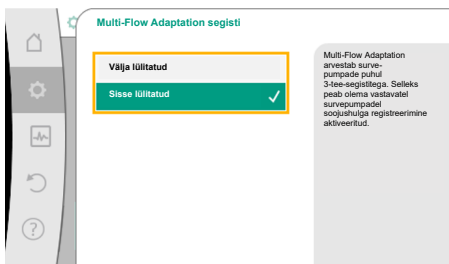 Multi-Flow Adaptation segisti
Välja lülitatud
Sisse lülitatud
Multi-Flow Adaptation
arvestab surve-
pumpade puhul
3-tee-segistitega. Selleks
peab olema vastavatel
survepumpadel
soojushulga registreerimine
aktiveeritud.